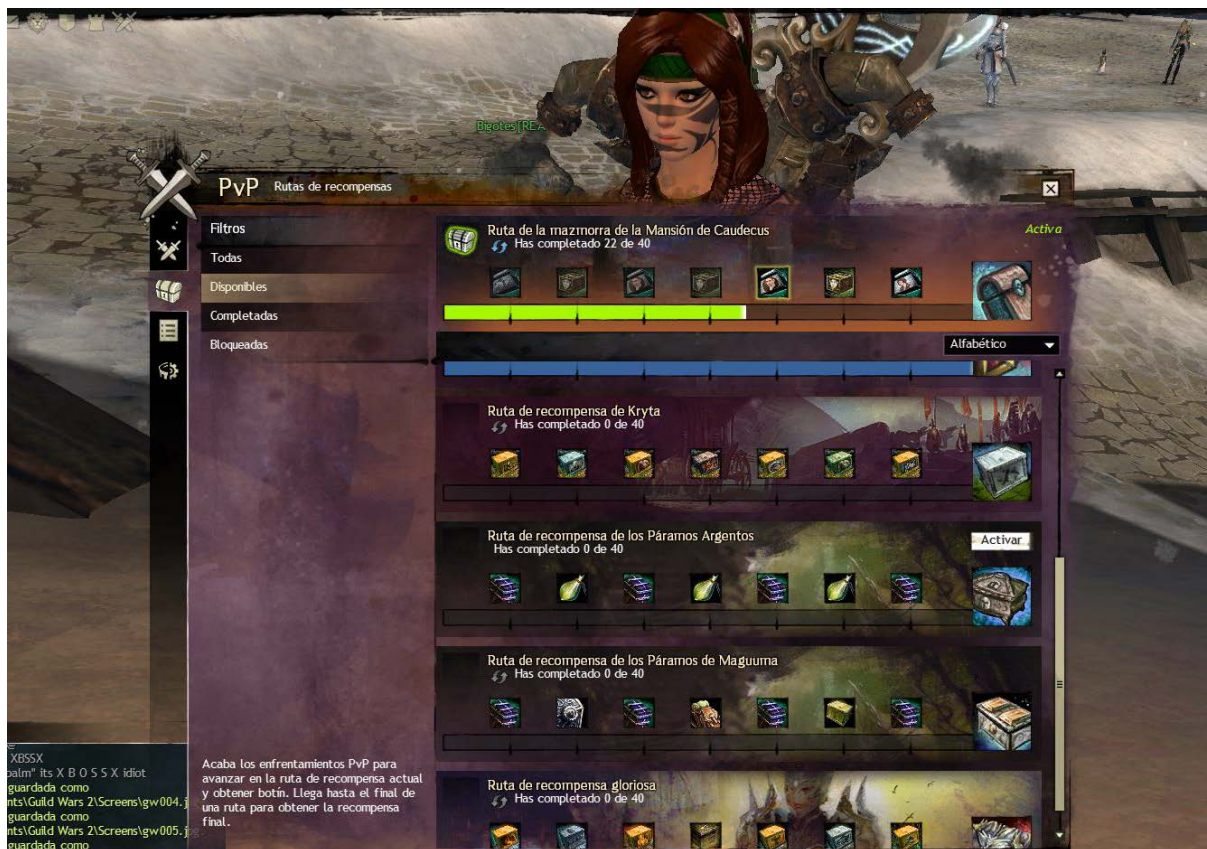 Bigotes [REA
PvP Rutas de recompensas
Filtros
Todas
Disponibles
Completadas
Bloqueadas
Ruta de la mazmorra de la Mansión de Caudecus
Activa
Has completado 22 de 40
Alfabético
Ruta de recompensa de Kryta
Has completado 0 de 40
Ruta de recompensa de los Páramos Argentos
Has completado 0 de 40
Activar
Ruta de recompensa de los Páramos de Maguuma
Has completado 0 de 40
Ruta de recompensa gloriosa
Has completado 0 de 40
Acaba los enfrentamientos PvP para
avanzar en la ruta de recompensa actual
y obtener botín. Llega hasta el final de
una ruta para obtener la recompensa
final.
XBSSX
palm" its X B O S S X idiot
guardada como
nts\Guild Wars 2\Screens\gw004.j
guardada como
nts\Guild Wars 2\Screens\gw005.jpg
guardada como